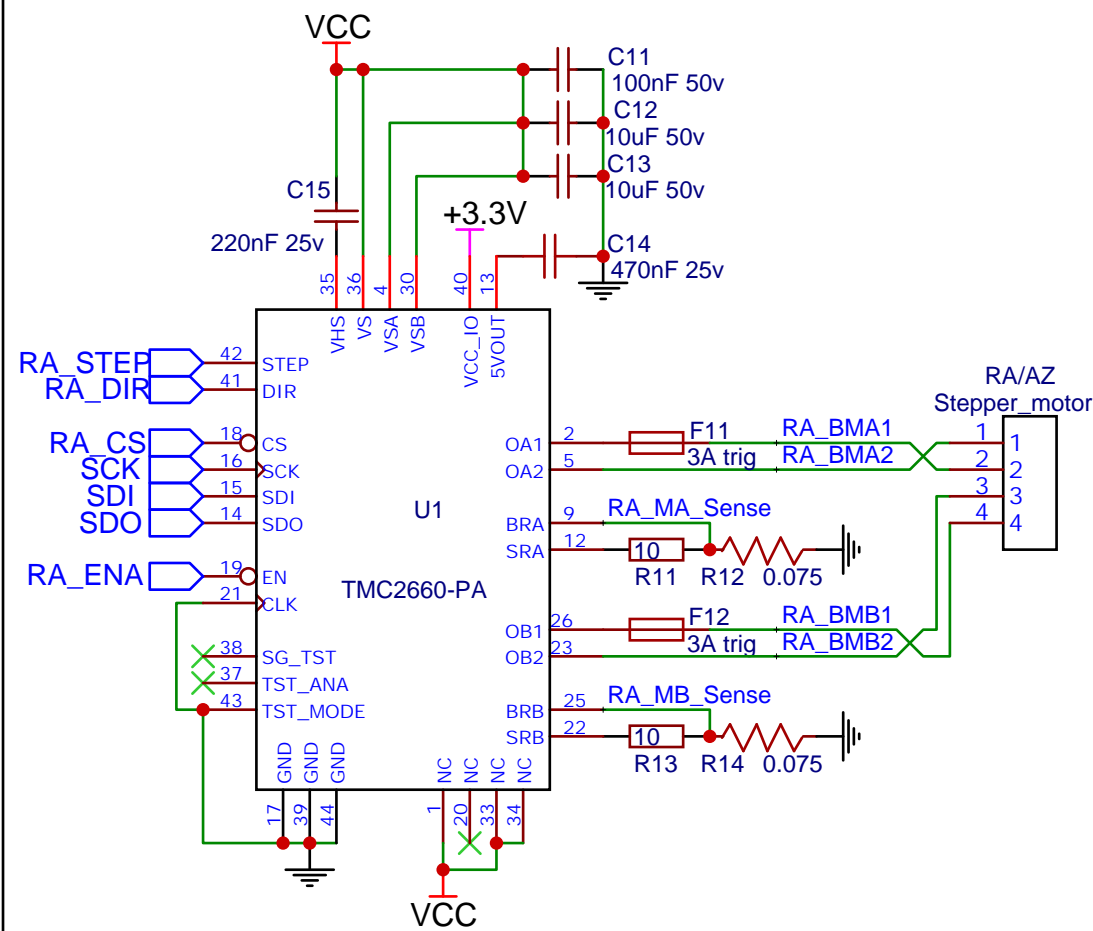 VCC
C11
100nF 50v
C12
10uF 50v
C13
10uF 50v
C15
220nF 25v
+3.3V
C14
470nF 25v
35
36
4
30
40
13
VHS
VS
VSA
VSB
VCC_IO
5VOUT
RA_STEP
42
STEP
RA_DIR
41
DIR
RA_CS
18
CS
SCK
16
SCK
SDI
15
SDI
SDO
14
SDO
RA_ENA
19
EN
21
CLK
38
SG_TST
37
TST_ANA
43
TST_MODE
U1
TMC2660-PA
OA1
2
F11
3A trig
RA_BMA1
OA2
5
RA_BMA2
BRA
9
RA_MA_Sense
SRA
12
10
R11
R12
0.075
OB1
26
F12
3A trig
RA_BMB1
OB2
23
RA_BMB2
BRB
25
RA_MB_Sense
SRB
22
10
R13
R14
0.075
RA/AZ
Stepper_motor
1
1
2
2
3
3
4
4
GND
GND
GND
17
39
44
NC
NC
NC
NC
1
20
33
34
VCC